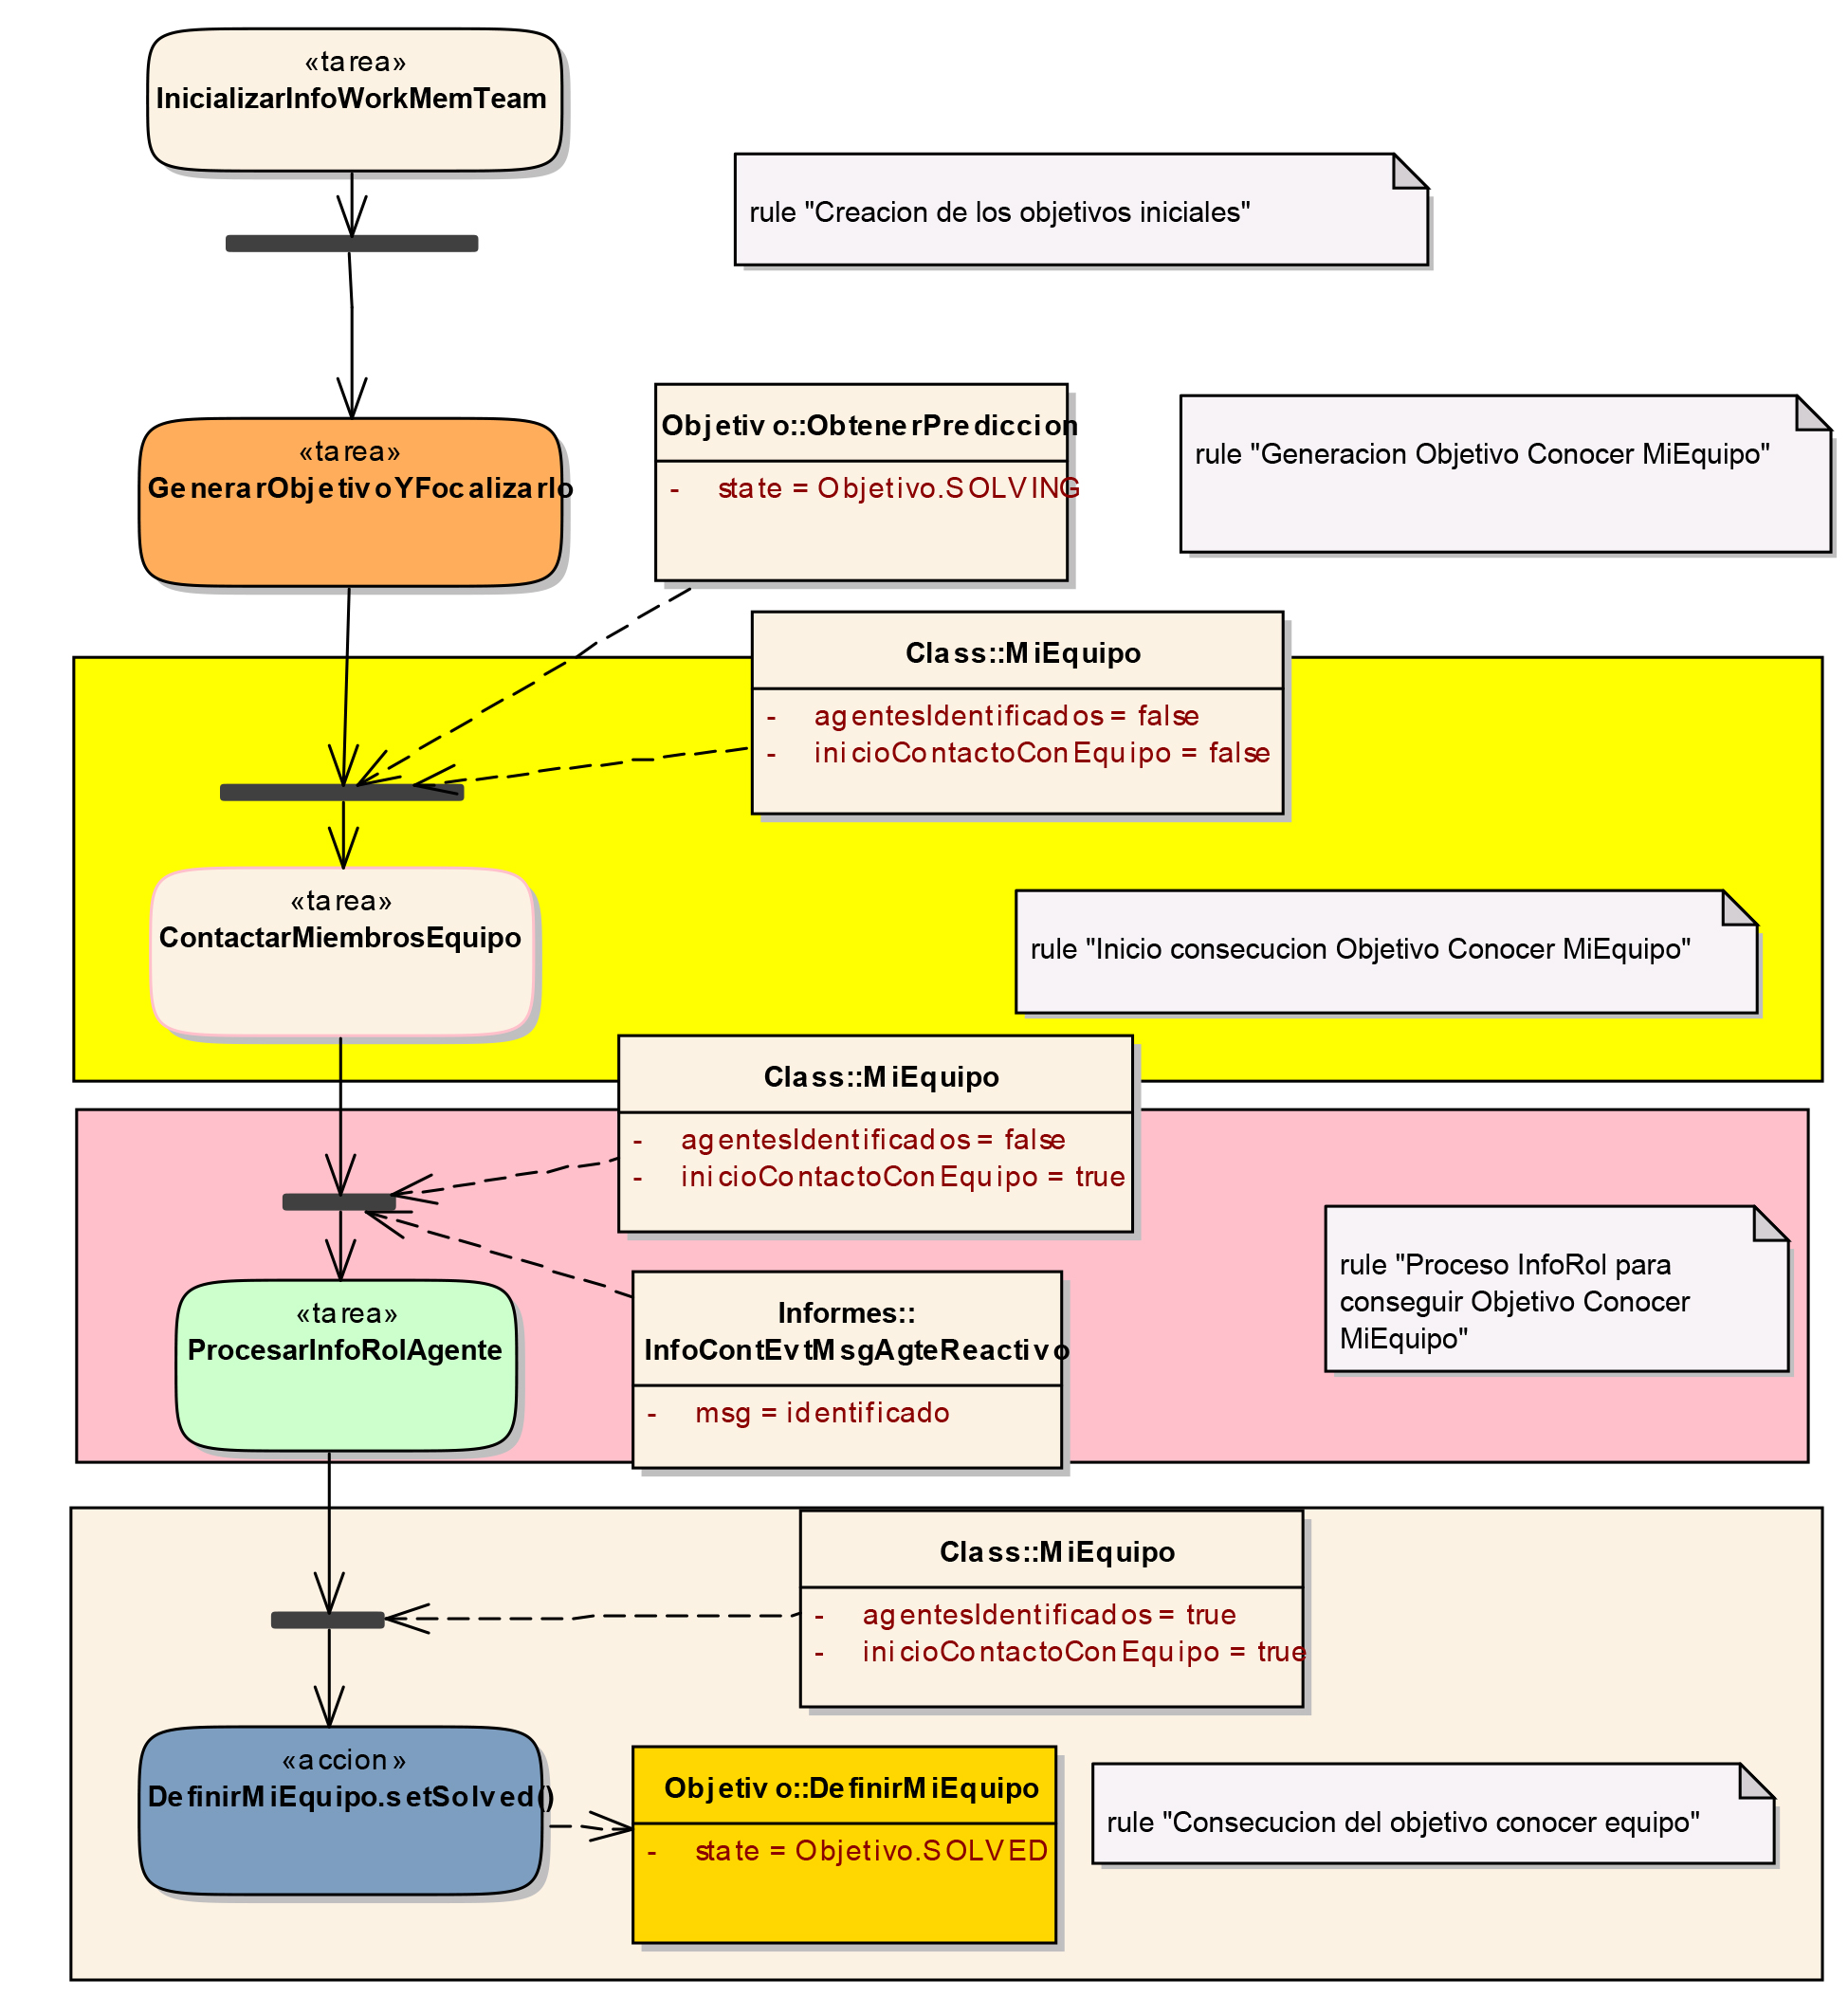 «tarea»
InicializarInfoWorkMemTeam
rule "Creacion de los objetivos iniciales"
«tarea»
GenerarObjetivoYFocalizarlo
Objetivo::ObtenerPrediccion
- state = Objetivo.SOLVING
rule "Generacion Objetivo Conocer MiEquipo"
Class::MiEquipo
- agentesIdentificados = false
- inicioContactoConEquipo = false
«tarea»
ContactarMiembrosEquipo
rule "Inicio consecucion Objetivo Conocer MiEquipo"
Class::MiEquipo
- agentesIdentificados = false
- inicioContactoConEquipo = true
«tarea»
ProcesarInfoRolAgente
Informes::
InfoContEvtMsgAgteReactivo
- msg = identificado
rule "Proceso InfoRol para
conseguir Objetivo Conocer
MiEquipo"
Class::MiEquipo
- agentesIdentificados = true
- inicioContactoConEquipo = true
«accion»
DefinirMiEquipo.setSolved()
Objetivo::DefinirMiEquipo
- state = Objetivo.SOLVED
rule "Consecucion del objetivo conocer equipo"